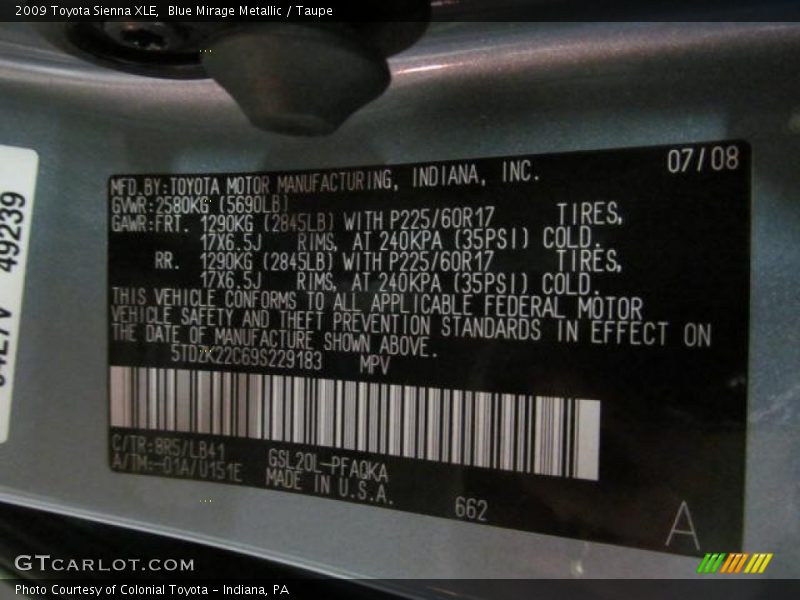 2009 Toyota Sienna XLE,  Blue Mirage Metallic / Taupe
07/08
MFD.BY:TOYOTA MOTOR MANUFACTURING, INDIANA, INC.
GVWR:2580KG (5690LB)
GAWR:FRT. 1290KG (2845LB) WITH P225/60R17 TIRES,
17X6.5J RIMS, AT 240KPA (35PSI) COLD.
RR. 1290KG (2845LB) WITH P225/60R17 TIRES,
17X6.5J RIMS, AT 240KPA (35PSI) COLD.
THIS VEHICLE CONFORMS TO ALL APPLICABLE FEDERAL MOTOR
VEHICLE SAFETY AND THEFT PREVENTION STANDARDS IN EFFECT ON
THE DATE OF MANUFACTURE SHOWN ABOVE.
5TDZK22C69S229183 MPV
C/TR:8R5/LB41
A/TM:-01A/U151E
GSL20L-PFAQKA
MADE IN U.S.A.
662
A
49239
GTCARLOT.COM
Photo Courtesy of Colonial Toyota - Indiana, PA